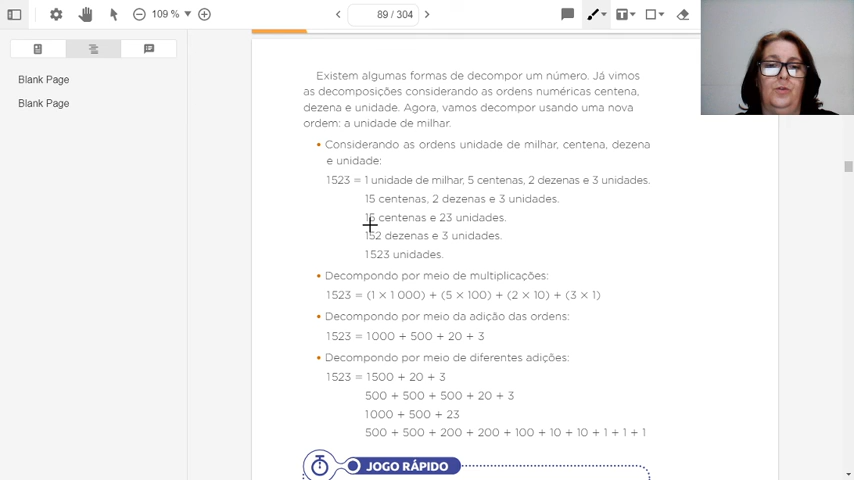 109 %
89 / 304
Blank Page
Blank Page
Existem algumas formas de decompor um número. Já vimos
as decomposições considerando as ordens numéricas centena,
dezena e unidade. Agora, vamos decompor usando uma nova
ordem: a unidade de milhar.
• Considerando as ordens unidade de milhar, centena, dezena
e unidade:
1523 = 1 unidade de milhar, 5 centenas, 2 dezenas e 3 unidades.
15 centenas, 2 dezenas e 3 unidades.
15 centenas e 23 unidades.
152 dezenas e 3 unidades.
1523 unidades.
• Decompondo por meio de multiplicações:
1523 = (1 × 1 000) + (5 × 100) + (2 × 10) + (3 × 1)
• Decompondo por meio da adição das ordens:
1523 = 1000 + 500 + 20 + 3
• Decompondo por meio de diferentes adições:
1523 = 1500 + 20 + 3
500 + 500 + 500 + 20 + 3
1000 + 500 + 23
500 + 500 + 200 + 200 + 100 + 10 + 10 + 1 + 1 + 1
JOGO RÁPIDO